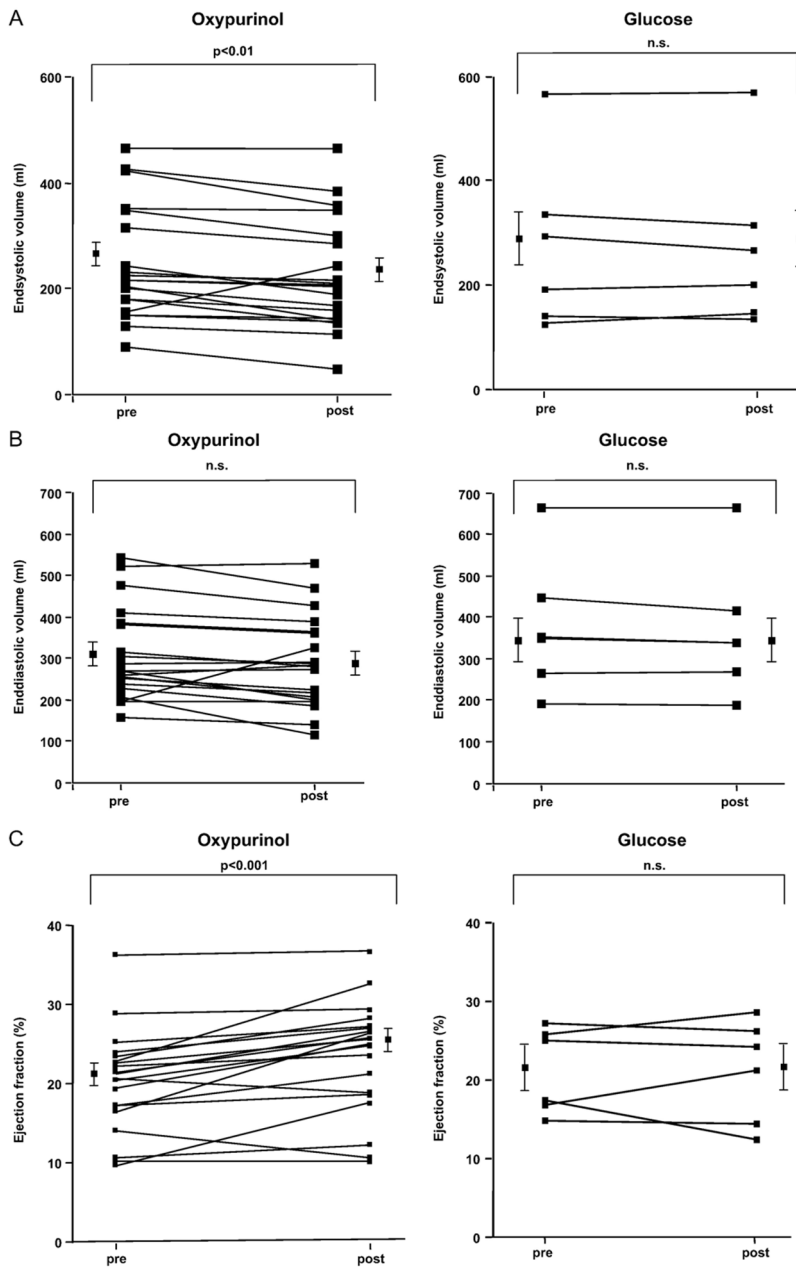 A
Oxypurinol
p<0.01
600
400
200
0
Endsystolic volume (ml)
pre
post
Glucose
n.s.
600
400
200
0
Endsystolic volume (ml)
pre
post
B
Oxypurinol
n.s.
700
600
500
400
300
200
100
0
Enddiastolic volume (ml)
pre
post
Glucose
n.s.
700
600
500
400
300
200
100
0
Enddiastolic volume (ml)
pre
post
C
Oxypurinol
p<0.001
40
30
20
10
0
Ejection fraction (%)
pre
post
Glucose
n.s.
40
30
20
10
0
Ejection fraction (%)
pre
post